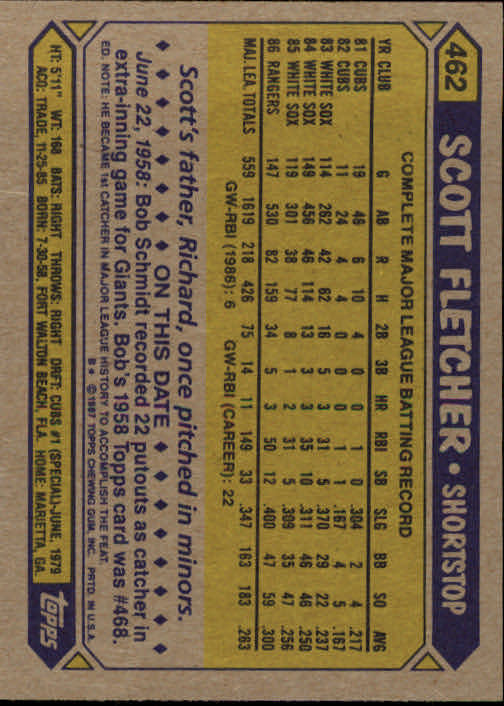 462 SCOTT FLETCHER • SHORTSTOP
COMPLETE MAJOR LEAGUE BATTING RECORD
YR CLUB G AB R H 2B 3B HR RBI SB SLG BB SO AVG
81 CUBS 19 46 6 10 4 0 0 1 0 .304 2 4 .217
82 CUBS 11 24 4 4 0 0 0 1 1 .167 4 5 .167
83 WHITE SOX 114 262 42 62 16 5 3 31 5 .370 29 22 .237
84 WHITE SOX 149 456 46 114 13 3 3 35 10 .311 46 46 .250
85 WHITE SOX 119 301 38 77 8 1 2 31 5 .309 35 47 .256
86 RANGERS 147 530 82 159 34 5 3 50 12 .400 47 59 .300
MAJ. LEA. TOTALS 559 1619 218 426 75 14 11 149 33 .347 163 183 .263
GW-RBI (1986): 6 GW-RBI (CAREER): 22
Scott's father, Richard, once pitched in minors.
ON THIS DATE
June 22, 1958: Bob Schmidt recorded 22 putouts as catcher in
extra-inning game for Giants. Bob's 1958 Topps card was #468.
ED. NOTE: HE BECAME 1st CATCHER IN MAJOR LEAGUE HISTORY TO ACCOMPLISH THE FEAT.
B* © 1987 TOPPS CHEWING GUM, INC. PRTD. IN U.S.A.
HT: 5'11" WT: 168 BATS: RIGHT THROWS: RIGHT DRFT: CUBS #1 (SPECIAL)-JUNE, 1979
ACQ: TRADE, 11-25-85 BORN: 7-30-58, FORT WALTON BEACH, FLA. HOME: MARIETTA, GA.
topps